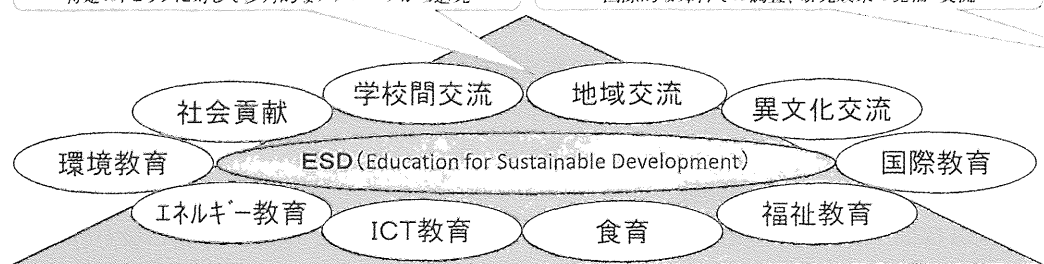 学校間交流
地域交流
社会貢献
異文化交流
環境教育
ESD(Education for Sustainable Development)
国際教育
エネルギー教育
ICT教育
食育
福祉教育